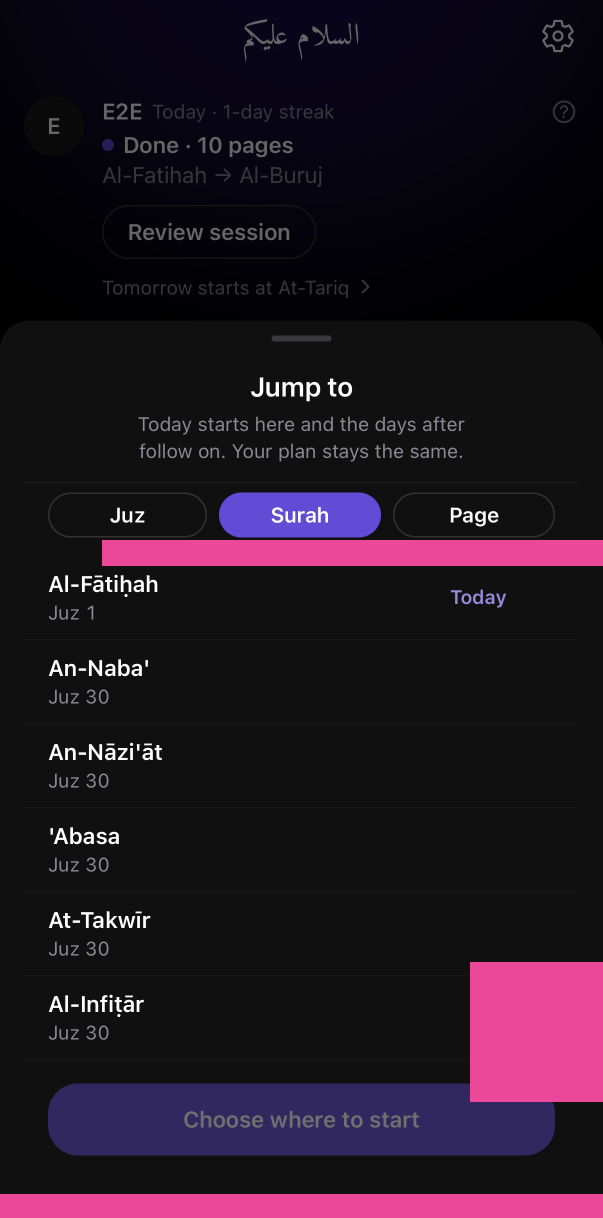 السلام عليكم
E
E2E Today · 1-day streak
?
Done · 10 pages
Al-Fatihah → Al-Buruj
Review session
Tomorrow starts at At-Tariq >
Jump to
Today starts here and the days after
follow on. Your plan stays the same.
Juz Surah Page
Al-Fātiḥah
Juz 1
Today
An-Naba'
Juz 30
An-Nāzi'āt
Juz 30
'Abasa
Juz 30
At-Takwīr
Juz 30
Al-Infiṭār
Juz 30
Choose where to start